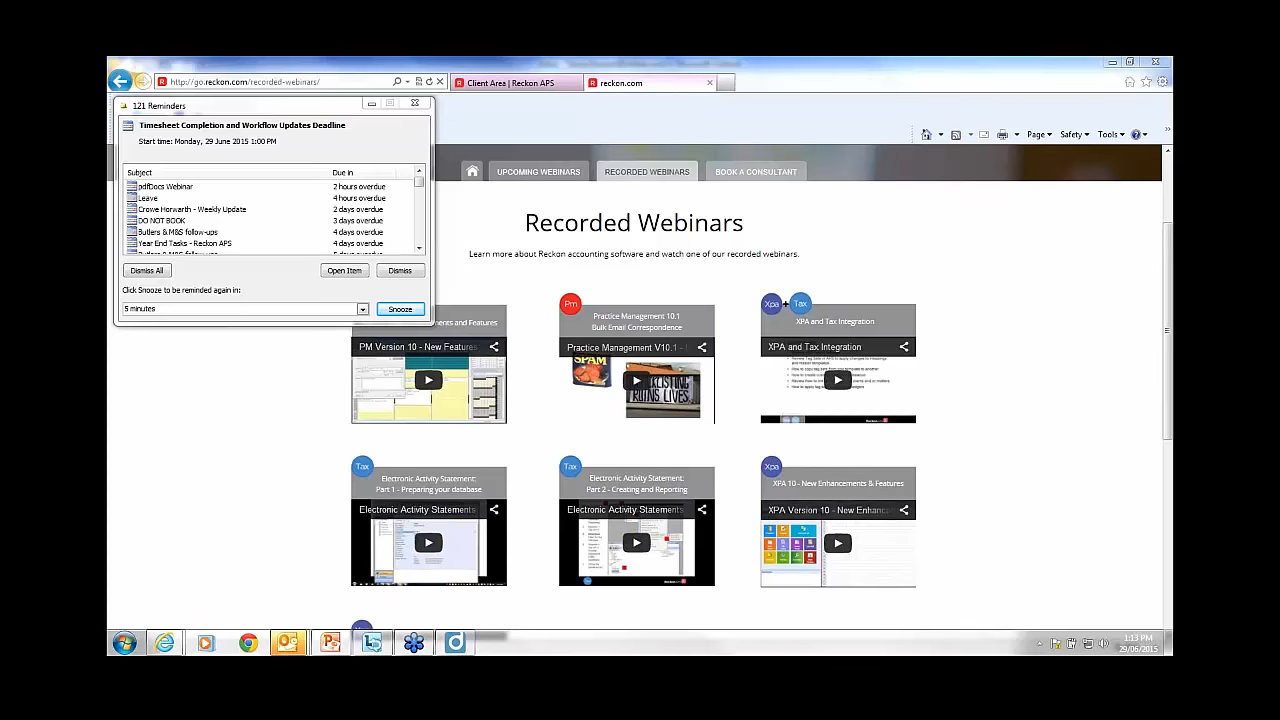 http://go.reckon.com/recorded-webinars/
Client Area | Reckon APS
reckon.com
121 Reminders
Timesheet Completion and Workflow Updates Deadline
Start time: Monday, 29 June 2015 1:00 PM
Page
Safety
Tools
Subject
Due in
pdfDocs Webinar
2 hours overdue
Leave
4 hours overdue
Crowe Horwarth - Weekly Update
2 days overdue
DO NOT BOOK
3 days overdue
Butlers & M&S follow-ups
4 days overdue
Year End Tasks - Reckon APS
4 days overdue
Dismiss All
Open Item
Dismiss
Click Snooze to be reminded again in:
5 minutes
Snooze
UPCOMING WEBINARS
RECORDED WEBINARS
BOOK A CONSULTANT
Recorded Webinars
Learn more about Reckon accounting software and watch one of our recorded webinars.
and Features
PM Version 10 - New Features
Pm
Practice Management 10.1
Bulk Email Correspondence
Practice Management V10.1 -
SPAM
RUINS LIVES.
Xpa + Tax
XPA and Tax Integration
XPA and Tax Integration
Tax
Electronic Activity Statement:
Part 1 - Preparing your database
Electronic Activity Statements
Tax
Electronic Activity Statement:
Part 2 - Creating and Reporting
Electronic Activity Statements
Xpa
XPA 10 - New Enhancements & Features
XPA Version 10 - New Enhanc
1:13 PM
29/06/2015